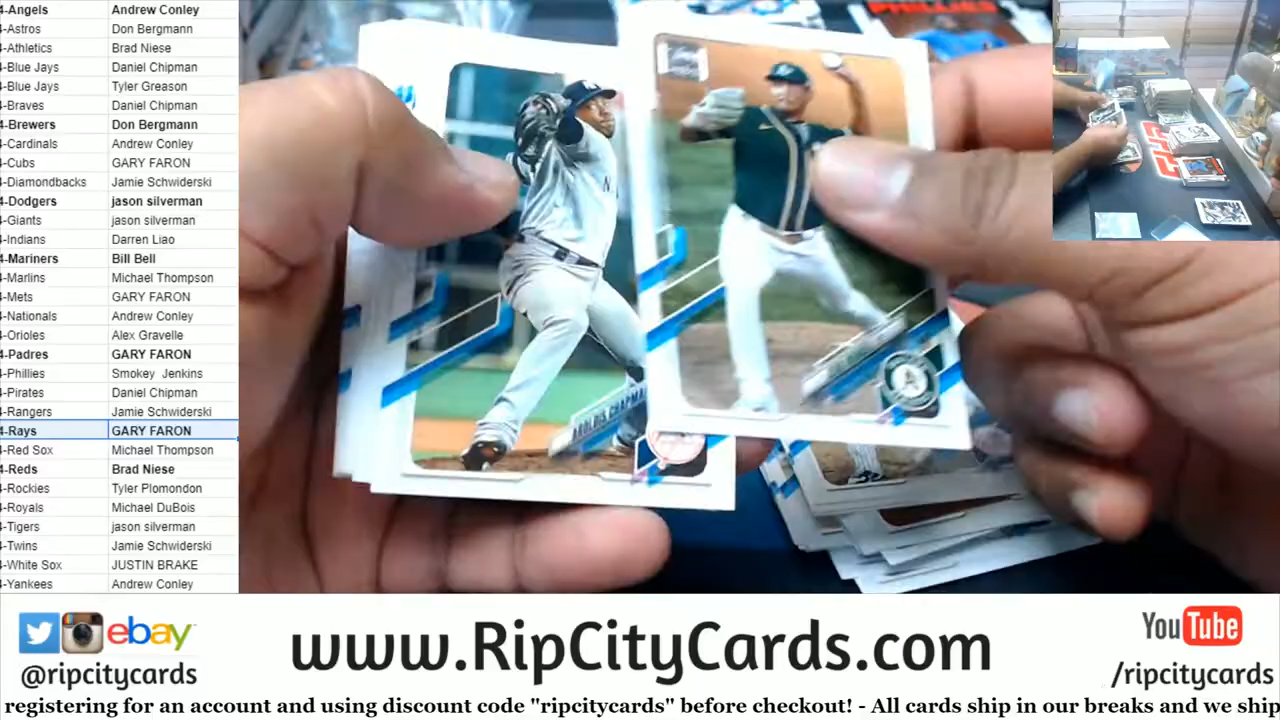 4-Angels Andrew Conley
4-Astros Don Bergmann
4-Athletics Brad Niese
4-Blue Jays Daniel Chipman
4-Blue Jays Tyler Greason
4-Braves Daniel Chipman
4-Brewers Don Bergmann
4-Cardinals Andrew Conley
4-Cubs GARY FARON
4-Diamondbacks Jamie Schwiderski
4-Dodgers jason silverman
4-Giants jason silverman
4-Indians Darren Liao
4-Mariners Bill Bell
4-Marlins Michael Thompson
4-Mets GARY FARON
4-Nationals Andrew Conley
4-Orioles Alex Gravelle
4-Padres GARY FARON
4-Phillies Smokey Jenkins
4-Pirates Daniel Chipman
4-Rangers Jamie Schwiderski
4-Rays GARY FARON
4-Red Sox Michael Thompson
4-Reds Brad Niese
4-Rockies Tyler Plomondon
4-Royals Michael DuBois
4-Tigers jason silverman
4-Twins Jamie Schwiderski
4-White Sox JUSTIN BRAKE
4-Yankees Andrew Conley
PHILLIES
AROLDIS CHAPMAN
ebay
@ripcitycards
www.RipCityCards.com
YouTube
/ripcitycards
registering for an account and using discount code "ripcitycards" before checkout! - All cards ship in our breaks and we ship